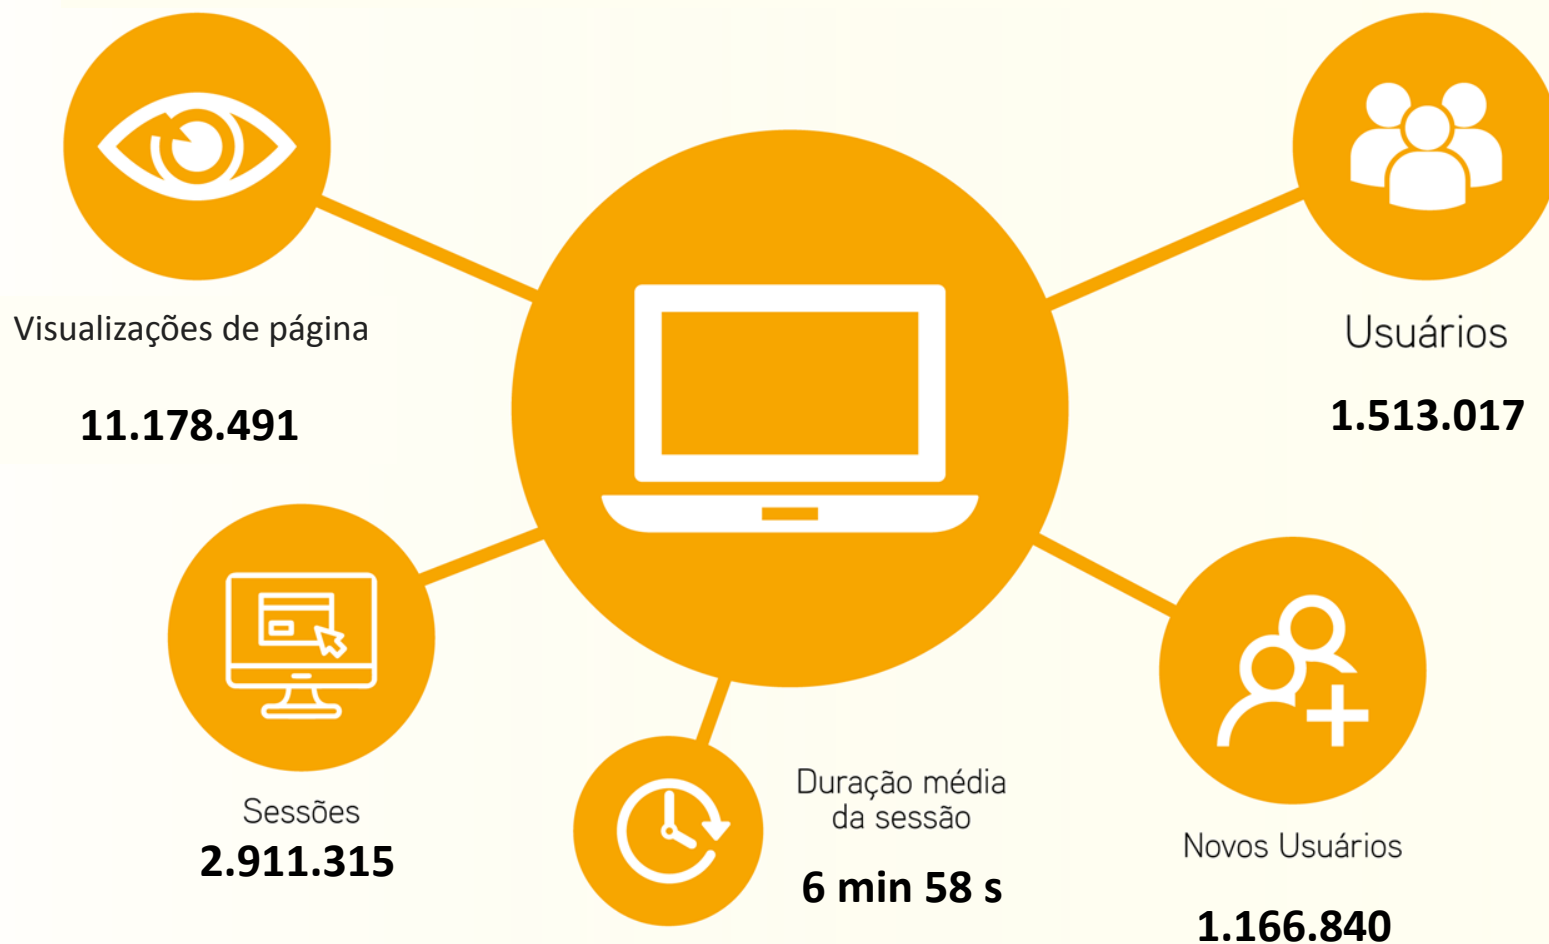 Visualizações de página
11.178.491
Usuários
1.513.017
Sessões
2.911.315
Duração média
da sessão
6 min 58 s
Novos Usuários
1.166.840